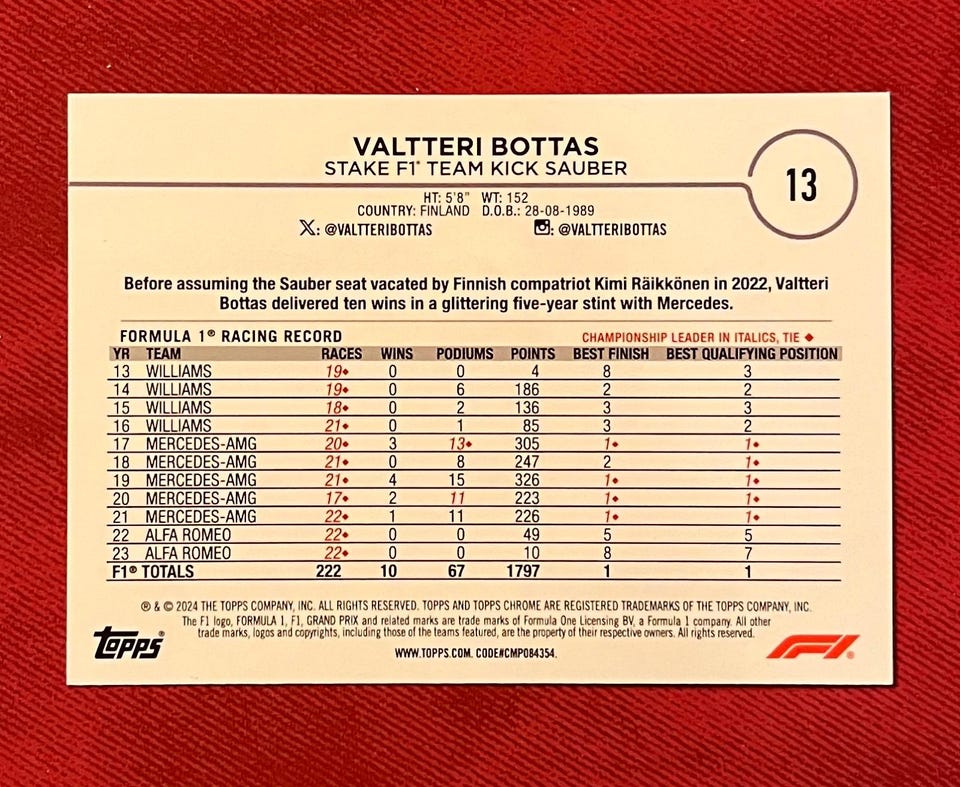 VALTTERI BOTTAS
STAKE F1® TEAM KICK SAUBER
13
HT: 5'8" WT: 152
COUNTRY: FINLAND D.O.B.: 28-08-1989
X: @VALTTERIBOTTAS : @VALTTERIBOTTAS
Before assuming the Sauber seat vacated by Finnish compatriot Kimi Räikkönen in 2022, Valtteri
Bottas delivered ten wins in a glittering five-year stint with Mercedes.
FORMULA 1® RACING RECORD CHAMPIONSHIP LEADER IN ITALICS, TIE ◆
YR TEAM RACES WINS PODIUMS POINTS BEST FINISH BEST QUALIFYING POSITION
13 WILLIAMS 19◆ 0 0 4 8 3
14 WILLIAMS 19◆ 0 6 186 2 2
15 WILLIAMS 18◆ 0 2 136 3 3
16 WILLIAMS 21◆ 0 1 85 3 2
17 MERCEDES-AMG 20◆ 3 13◆ 305 1◆ 1◆
18 MERCEDES-AMG 21◆ 0 8 247 2 1◆
19 MERCEDES-AMG 21◆ 4 15 326 1◆ 1◆
20 MERCEDES-AMG 17◆ 2 11 223 1◆ 1◆
21 MERCEDES-AMG 22◆ 1 11 226 1◆ 1◆
22 ALFA ROMEO 22◆ 0 0 49 5 5
23 ALFA ROMEO 22◆ 0 0 10 8 7
F1® TOTALS 222 10 67 1797 1 1
® & © 2024 THE TOPPS COMPANY, INC. ALL RIGHTS RESERVED. TOPPS AND TOPPS CHROME ARE REGISTERED TRADEMARKS OF THE TOPPS COMPANY, INC.
The F1 logo, FORMULA 1, F1, GRAND PRIX and related marks are trade marks of Formula One Licensing BV, a Formula 1 company. All other
trade marks, logos and copyrights, including those of the teams featured, are the property of their respective owners. All rights reserved.
WWW.TOPPS.COM. CODE#CMP084354.
Topps®
F1®